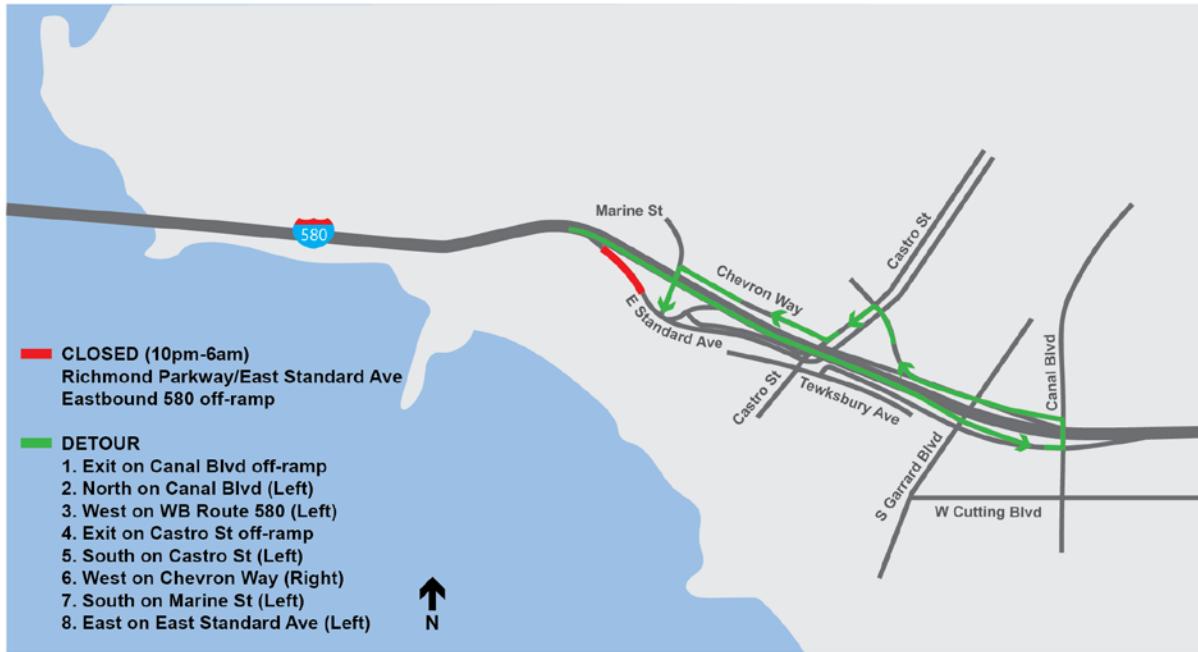 Marine St
580
Chevron Way
Castro St
E Standard Ave
Castro St
Tewksbury Ave
Canal Blvd
S Garrard Blvd
W Cutting Blvd
CLOSED (10pm-6am)
Richmond Parkway/East Standard Ave
Eastbound 580 off-ramp
DETOUR
1. Exit on Canal Blvd off-ramp
2. North on Canal Blvd (Left)
3. West on WB Route 580 (Left)
4. Exit on Castro St off-ramp
5. South on Castro St (Left)
6. West on Chevron Way (Right)
7. South on Marine St (Left)
8. East on East Standard Ave (Left)
N